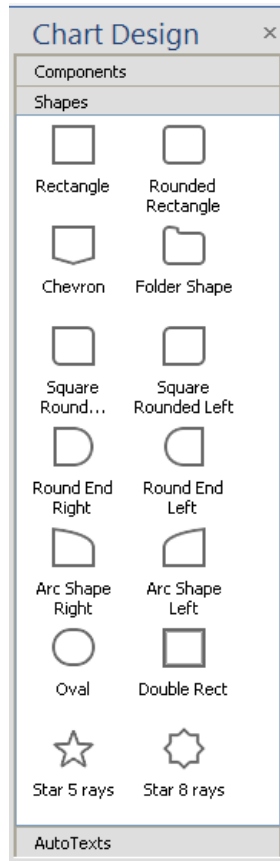 Chart Design
Components
Shapes
Rectangle
Rounded
Rectangle
Chevron
Folder Shape
Square
Round...
Square
Rounded Left
Round End
Right
Round End
Left
Arc Shape
Right
Arc Shape
Left
Oval
Double Rect
Star 5 rays
Star 8 rays
AutoTexts